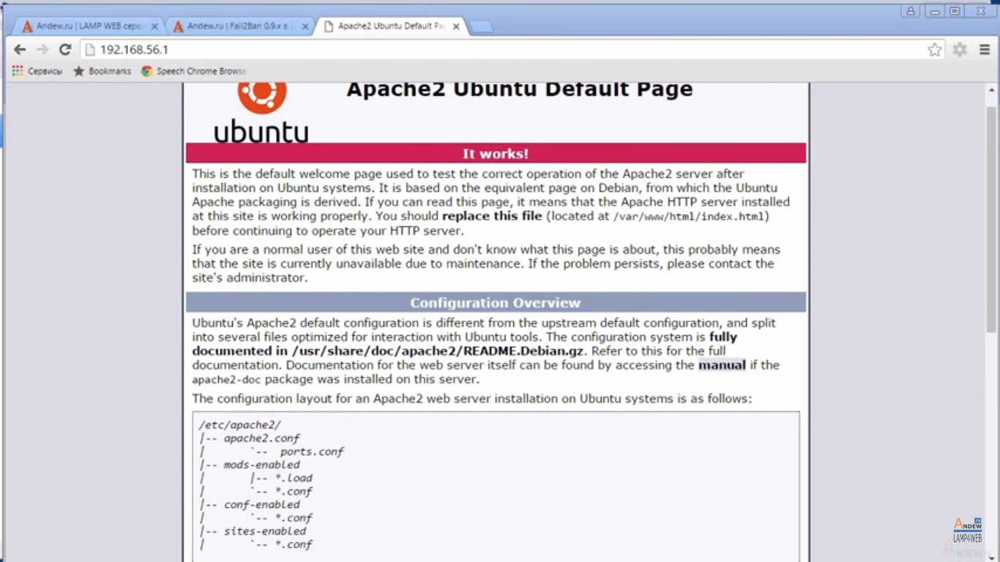 Andew.ru | LAMP WEB серв
Andew.ru | Fail2Ban 0.9.x в
Apache2 Ubuntu Default Pa
192.168.56.1
Сервисы
Bookmarks
Speech Chrome Browse
Apache2 Ubuntu Default Page
ubuntu
It works!
This is the default welcome page used to test the correct operation of the Apache2 server after
installation on Ubuntu systems. It is based on the equivalent page on Debian, from which the Ubuntu
Apache packaging is derived. If you can read this page, it means that the Apache HTTP server installed
at this site is working properly. You should replace this file (located at /var/www/html/index.html)
before continuing to operate your HTTP server.
If you are a normal user of this web site and don't know what this page is about, this probably means
that the site is currently unavailable due to maintenance. If the problem persists, please contact the
site's administrator.
Configuration Overview
Ubuntu's Apache2 default configuration is different from the upstream default configuration, and split
into several files optimized for interaction with Ubuntu tools. The configuration system is fully
documented in /usr/share/doc/apache2/README.Debian.gz. Refer to this for the full
documentation. Documentation for the web server itself can be found by accessing the manual if the
apache2-doc package was installed on this server.
The configuration layout for an Apache2 web server installation on Ubuntu systems is as follows:
/etc/apache2/
|-- apache2.conf
|       `--  ports.conf
|-- mods-enabled
|       |-- *.load
|       `-- *.conf
|-- conf-enabled
|       `-- *.conf
|-- sites-enabled
|       `-- *.conf
ANDEW.ru
LAMP4WEB
ANDEW.ru